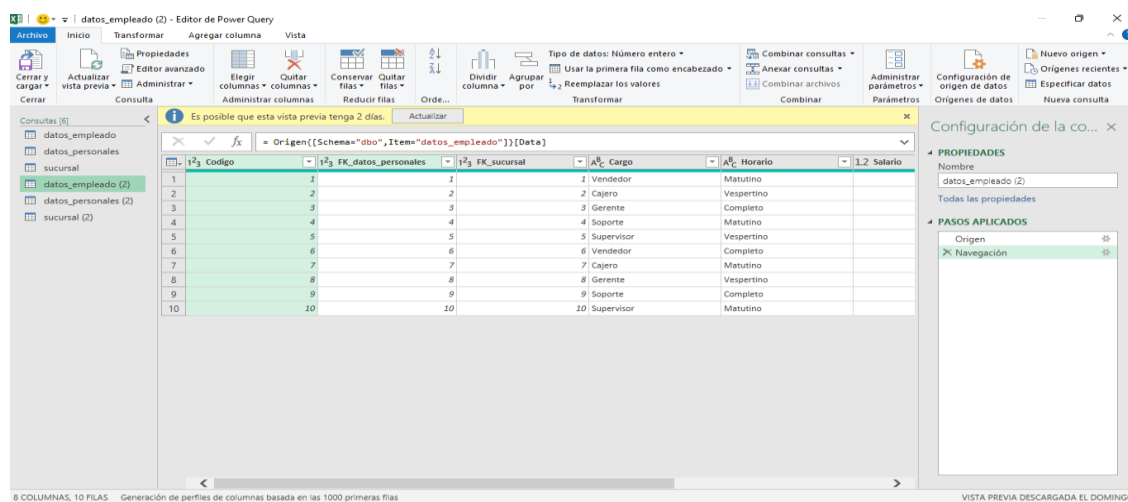 datos_empleado (2) - Editor de Power Query
Archivo Inicio Transformar Agregar columna Vista
Cerrar y cargar
Actualizar vista previa
Propiedades
Editor avanzado
Administrar
Elegir columnas
Quitar columnas
Conservar filas
Quitar filas
Dividir columna
Agrupar por
Tipo de datos: Número entero
Usar la primera fila como encabezado
Reemplazar los valores
Combinar consultas
Anexar consultas
Combinar archivos
Administrar parámetros
Configuración de origen de datos
Nuevo origen
Orígenes recientes
Especificar datos
Cerrar Consulta Administrar columnas Reducir filas Orde... Transformar Combinar Parámetros Orígenes de datos Nueva consulta
Consultas [6]
datos_empleado
datos_personales
sucursal
datos_empleado (2)
datos_personales (2)
sucursal (2)
Es posible que esta vista previa tenga 2 días. Actualizar
fx = Origen{[Schema="dbo",Item="datos_empleado"]}[Data]
1²3 Codigo 1²3 FK_datos_personales 1²3 FK_sucursal ABC Cargo ABC Horario 1.2 Salario
1 1 1 1 Vendedor Matutino
2 2 2 2 Cajero Vespertino
3 3 3 3 Gerente Completo
4 4 4 4 Soporte Matutino
5 5 5 5 Supervisor Vespertino
6 6 6 6 Vendedor Completo
7 7 7 7 Cajero Matutino
8 8 8 8 Gerente Vespertino
9 9 9 9 Soporte Completo
10 10 10 10 Supervisor Matutino
Configuración de la co...
PROPIEDADES
Nombre
datos_empleado (2)
Todas las propiedades
PASOS APLICADOS
Origen
Navegación
8 COLUMNAS, 10 FILAS Generación de perfiles de columnas basada en las 1000 primeras filas VISTA PREVIA DESCARGADA EL DOMING